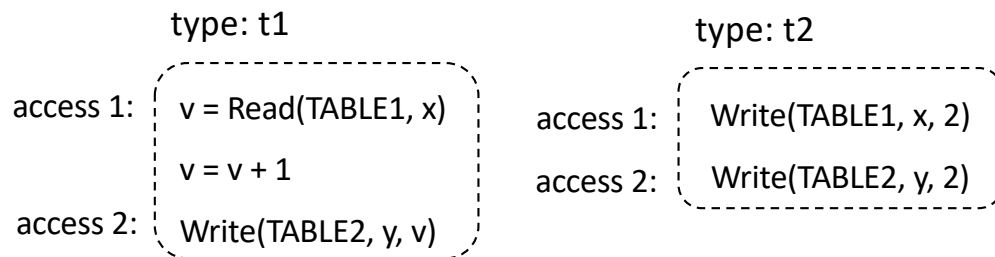 type: t1
access 1: v = Read(TABLE1, x)
v = v + 1
access 2: Write(TABLE2, y, v)
type: t2
access 1: Write(TABLE1, x, 2)
access 2: Write(TABLE2, y, 2)